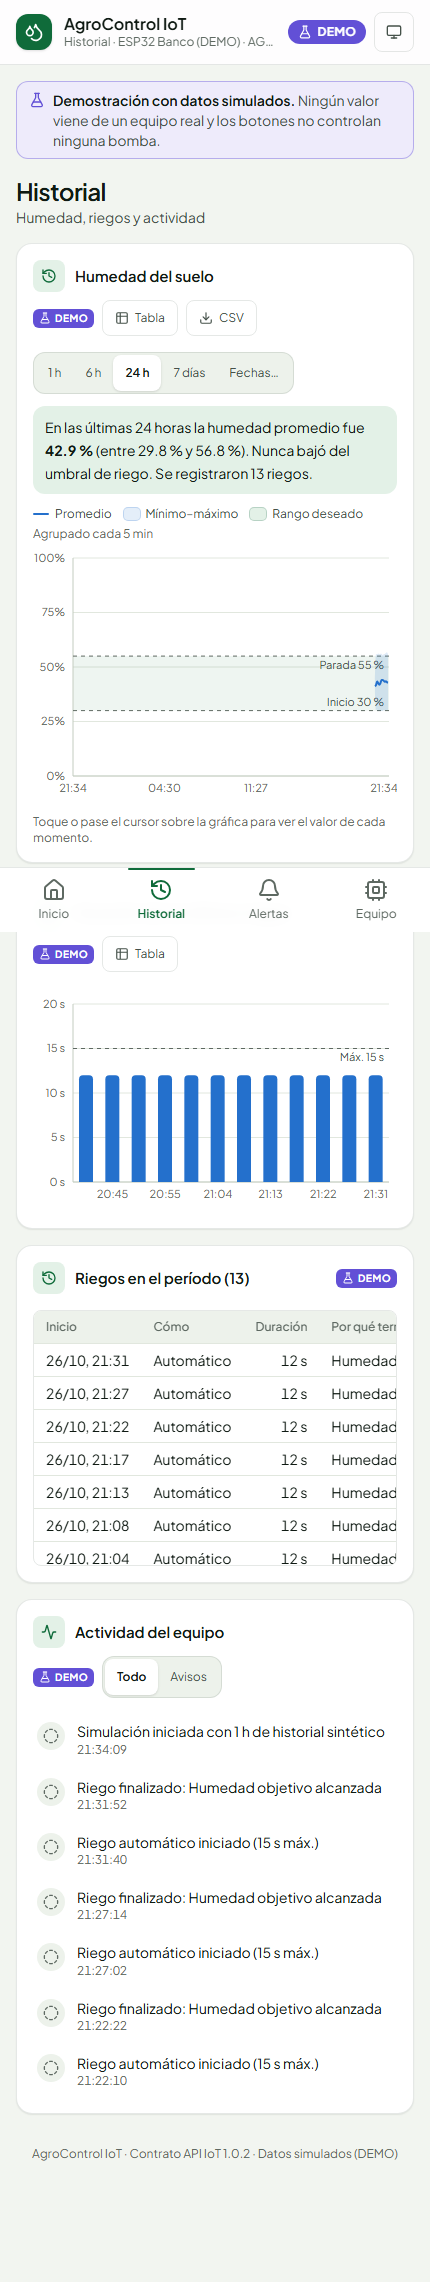 AgroControl IoT
Historial · ESP32 Banco (DEMO) · AG...
DEMO
Demostración con datos simulados. Ningún valor
viene de un equipo real y los botones no controlan
ninguna bomba.
Historial
Humedad, riegos y actividad
Humedad del suelo
DEMO
Tabla
CSV
1 h
6 h
24 h
7 días
Fechas...
En las últimas 24 horas la humedad promedio fue
42.9 % (entre 29.8 % y 56.8 %). Nunca bajó del
umbral de riego. Se registraron 13 riegos.
Promedio
Mínimo–máximo
Rango deseado
Agrupado cada 5 min
100%
75%
50%
25%
0%
Parada 55 %
Inicio 30 %
21:34
04:30
11:27
21:34
Toque o pase el cursor sobre la gráfica para ver el valor de cada
momento.
Inicio
Historial
Alertas
Equipo
DEMO
Tabla
20 s
15 s
10 s
5 s
0 s
Máx. 15 s
20:45
20:55
21:04
21:13
21:22
21:31
Riegos en el período (13)
DEMO
Inicio Cómo Duración Por qué terr
26/10, 21:31 Automático 12 s Humedad
26/10, 21:27 Automático 12 s Humedad
26/10, 21:22 Automático 12 s Humedad
26/10, 21:17 Automático 12 s Humedad
26/10, 21:13 Automático 12 s Humedad
26/10, 21:08 Automático 12 s Humedad
26/10, 21:04 Automático 12 s Humedad
Actividad del equipo
DEMO
Todo
Avisos
Simulación iniciada con 1 h de historial sintético
21:34:09
Riego finalizado: Humedad objetivo alcanzada
21:31:52
Riego automático iniciado (15 s máx.)
21:31:40
Riego finalizado: Humedad objetivo alcanzada
21:27:14
Riego automático iniciado (15 s máx.)
21:27:02
Riego finalizado: Humedad objetivo alcanzada
21:22:22
Riego automático iniciado (15 s máx.)
21:22:10
AgroControl IoT · Contrato API IoT 1.0.2 · Datos simulados (DEMO)